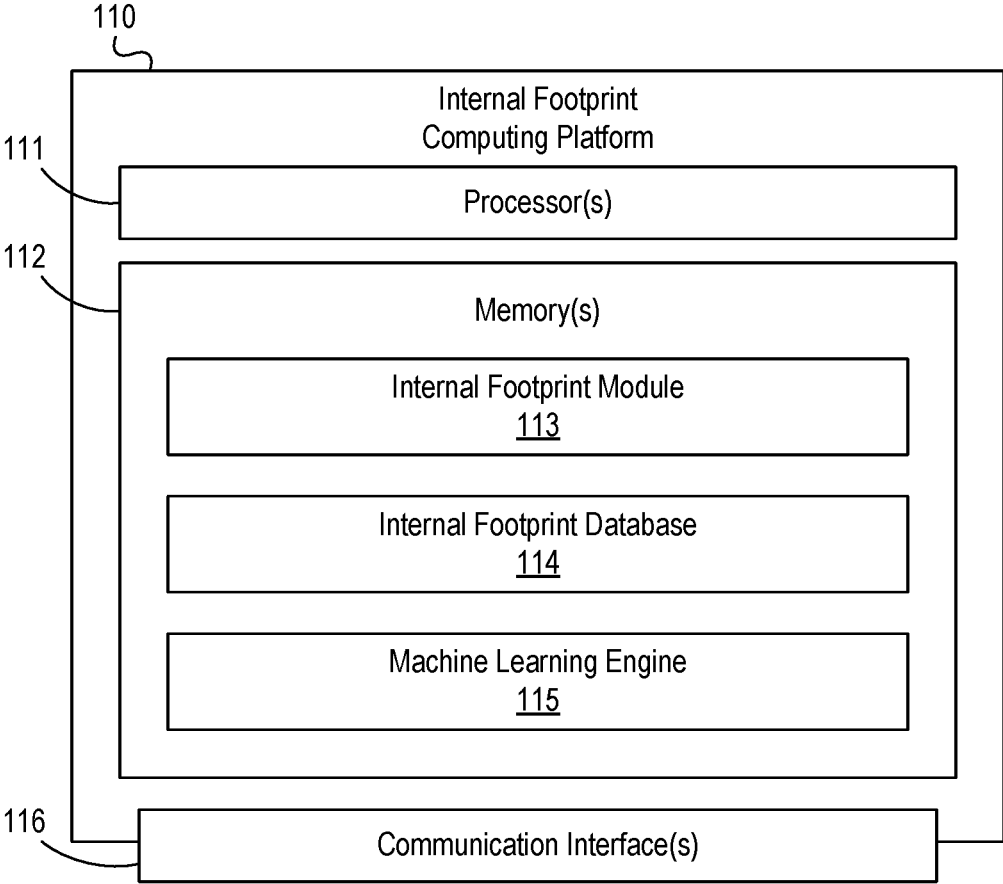 110
Internal Footprint
Computing Platform
111
Processor(s)
112
Memory(s)
Internal Footprint Module
113
Internal Footprint Database
114
Machine Learning Engine
115
116
Communication Interface(s)